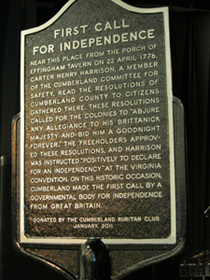 FIRST CALL
FOR INDEPENDENCE
NEAR THIS PLACE FROM THE PORCH OF
EFFINGHAM TAVERN ON 22 APRIL 1776,
CARTER HENRY HARRISON, A MEMBER
OF THE CUMBERLAND COMMITTEE FOR
SAFETY, READ THE RESOLUTIONS OF
CUMBERLAND COUNTY TO CITIZENS
GATHERED THERE. THESE RESOLUTIONS
CALLED FOR THE COLONIES TO "ABJURE
ANY ALLEGIANCE TO HIS BRITTANICK
MAJESTY AND BID HIM A GOODNIGHT
FOREVER." THE FREEHOLDERS APPROV-
ED THESE RESOLUTIONS, AND HARRISON
WAS INSTRUCTED "POSITIVELY TO DECLARE
FOR AN INDEPENDENCY" AT THE VIRGINIA
CONVENTION. ON THIS HISTORIC OCCASION,
CUMBERLAND MADE THE FIRST CALL BY A
GOVERNMENTAL BODY FOR INDEPENDENCE
FROM GREAT BRITAIN.
DONATED BY THE CUMBERLAND RURITAN CLUB
JANUARY, 2011